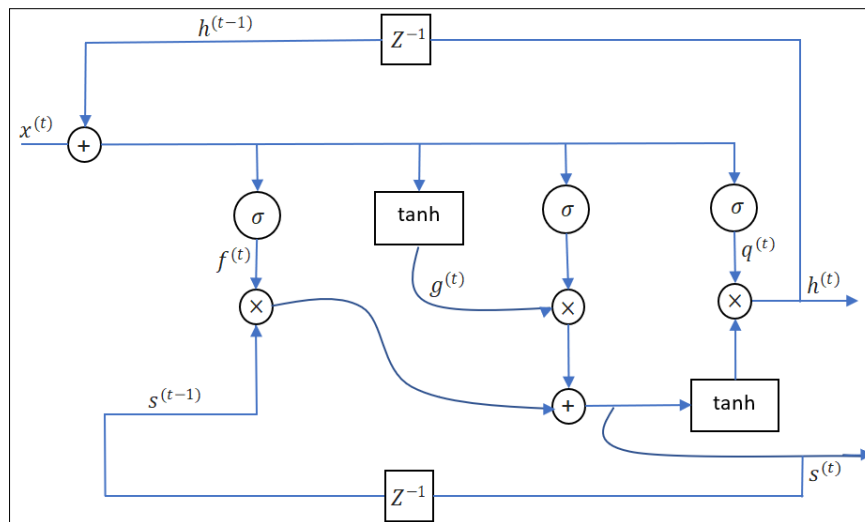 h^(t−1)
Z^−1
x^(t)
+
σ
tanh
σ
σ
f^(t)
g^(t)
q^(t)
×
×
×
h^(t)
s^(t−1)
+
tanh
s^(t)
Z^−1